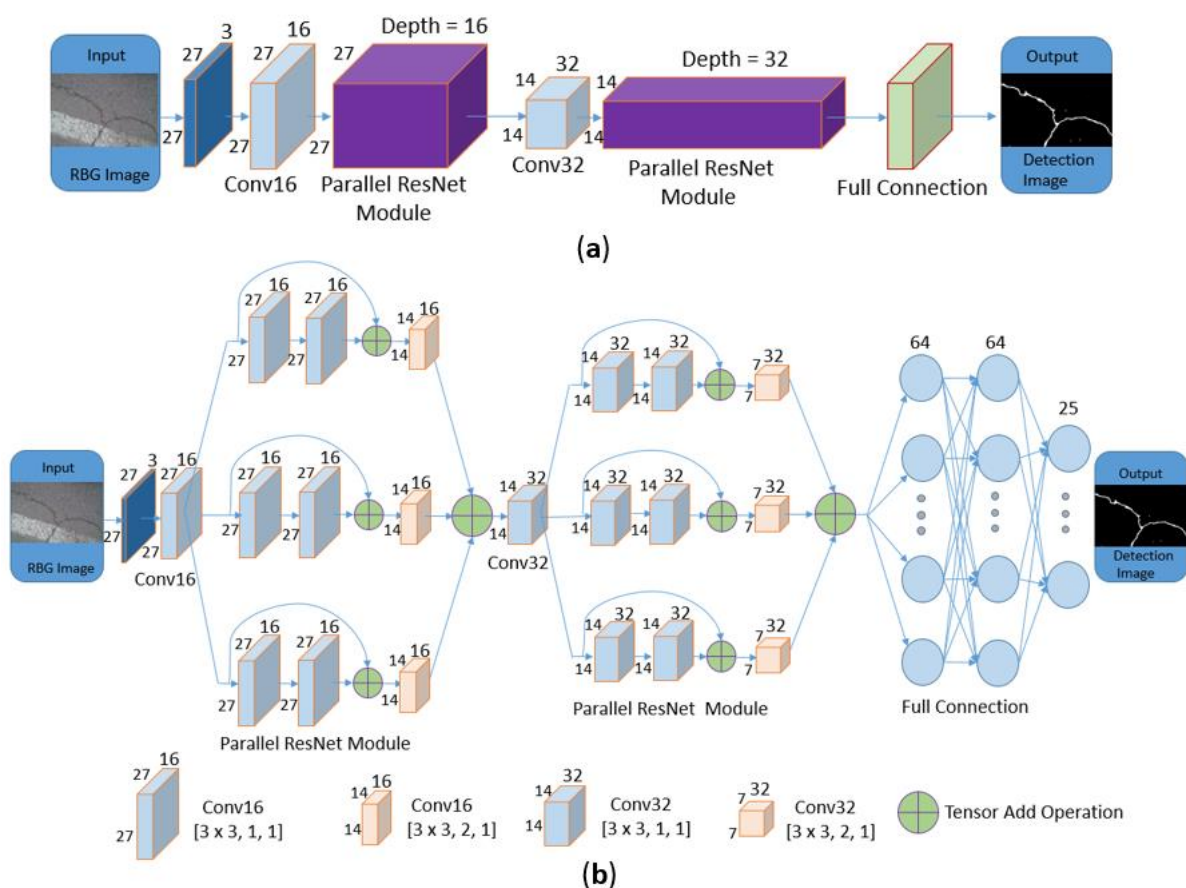 (a)
Input
RBG Image
27
3
27
16
27
27
Conv16
Depth = 16
27
27
Parallel ResNet
Module
32
14
14
Conv32
Depth = 32
14
14
Parallel ResNet
Module
Full Connection
Output
Detection
Image
(b)
Input
RBG Image
27
3
27
27
16
27
Conv16
27
16
27
27
16
27
14
16
14
27
16
27
27
16
27
14
16
14
27
16
27
27
16
27
14
16
14
Parallel ResNet Module
14
32
14
Conv32
14
32
14
14
32
14
7
32
7
14
32
14
14
32
14
7
32
7
14
32
14
14
32
14
7
32
7
Parallel ResNet Module
64
64
25
Full Connection
Output
Detection
Image
27
16
27
Conv16
[3 x 3, 1, 1]
14
16
14
Conv16
[3 x 3, 2, 1]
14
32
14
Conv32
[3 x 3, 1, 1]
7
32
7
Conv32
[3 x 3, 2, 1]
Tensor Add Operation